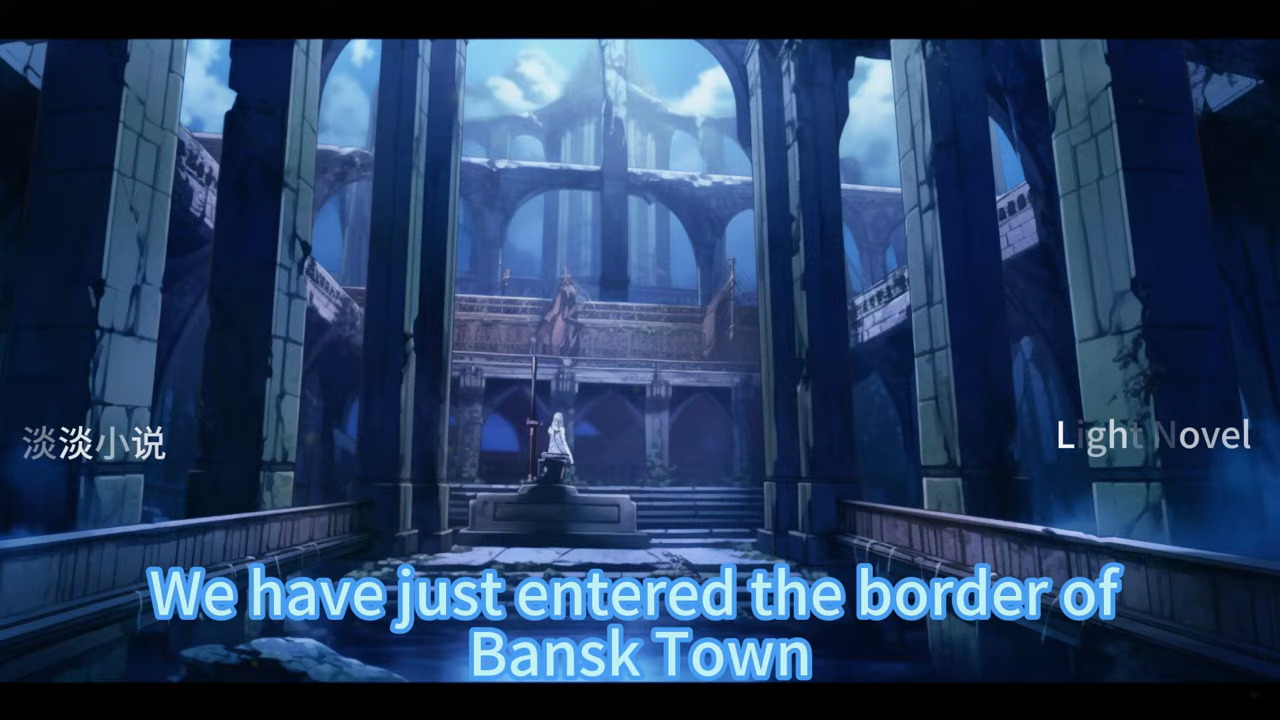 淡淡小说
Light Novel
We have just entered the border of
Bansk Town